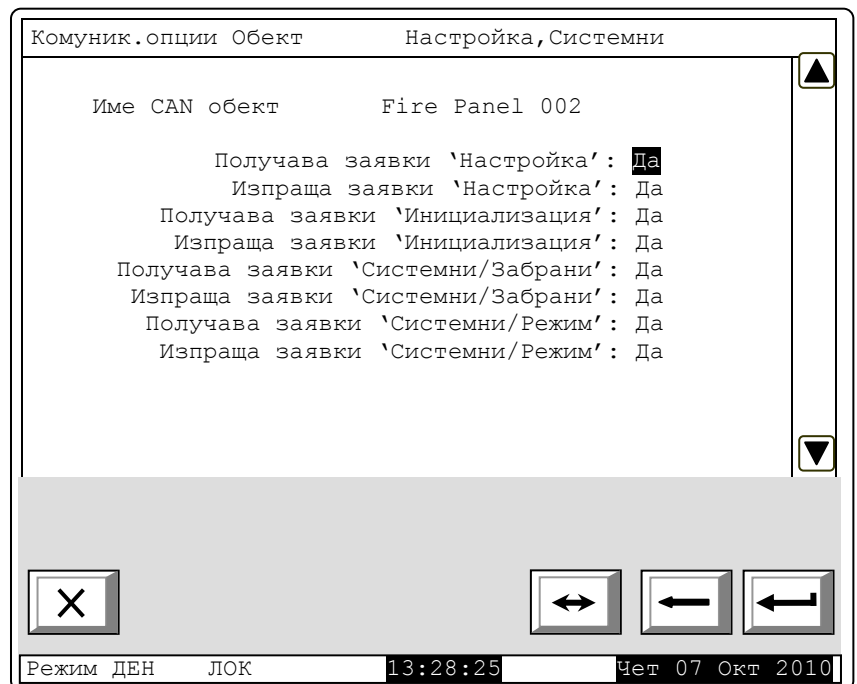 Комуник.опции Обект Настройка,Системни
Име CAN обект Fire Panel 002
Получава заявки ‘Настройка’: Да
Изпраща заявки ‘Настройка’: Да
Получава заявки ‘Инициализация’: Да
Изпраща заявки ‘Инициализация’: Да
Получава заявки ‘Системни/Забрани’: Да
Изпраща заявки ‘Системни/Забрани’: Да
Получава заявки ‘Системни/Режим’: Да
Изпраща заявки ‘Системни/Режим’: Да
Режим ДЕН ЛОК 13:28:25 Чет 07 Окт 2010